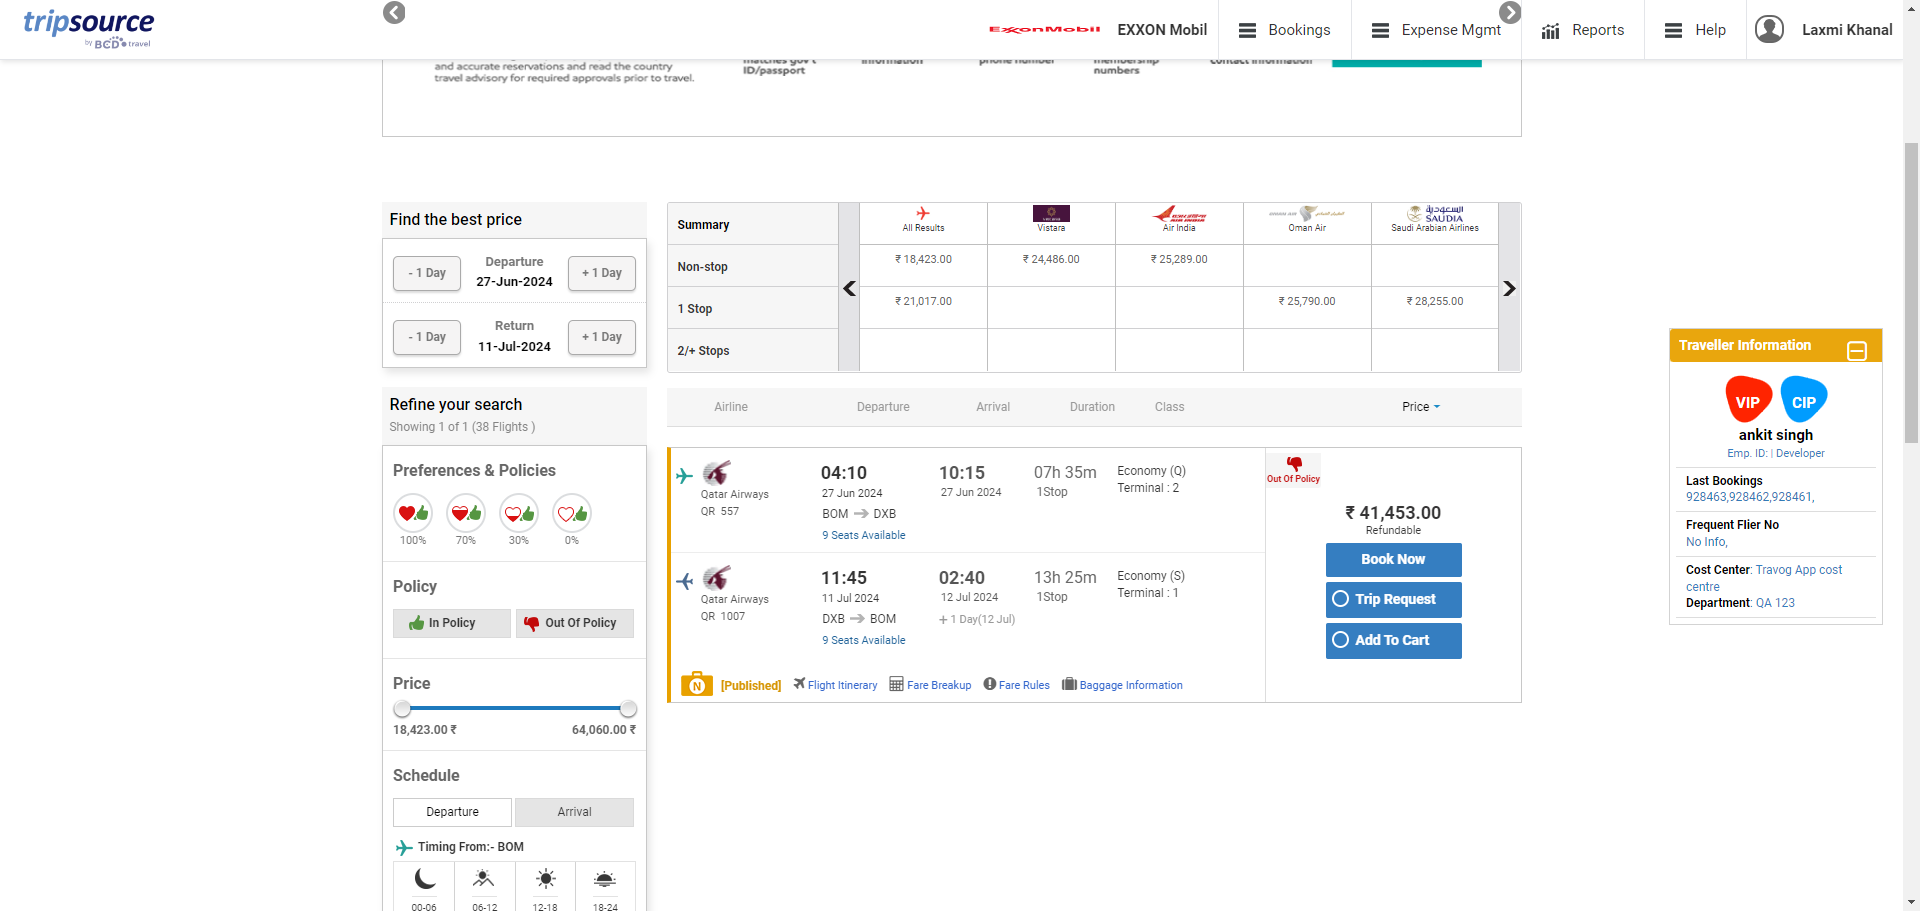 tripsource
by BCD travel
ExxonMobil
EXXON Mobil
Bookings
Expense Mgmt
Reports
Help
Laxmi Khanal
and accurate reservations and read the country
travel advisory for required approvals prior to travel.
matches gov't
ID/passport
information
phone number
membership
numbers
contact information
Find the best price
- 1 Day
Departure
27-Jun-2024
+ 1 Day
- 1 Day
Return
11-Jul-2024
+ 1 Day
Summary
All Results
Vistara
AIR INDIA
Air India
OMAN AIR
Oman Air
السعودية
SAUDIA
Saudi Arabian Airlines
Non-stop
₹ 18,423.00
₹ 24,486.00
₹ 25,289.00
1 Stop
₹ 21,017.00
₹ 25,790.00
₹ 28,255.00
2/+ Stops
Refine your search
Showing 1 of 1 (38 Flights )
Airline
Departure
Arrival
Duration
Class
Price
Preferences & Policies
100%
70%
30%
0%
Policy
In Policy
Out Of Policy
Price
18,423.00 ₹
64,060.00 ₹
Schedule
Departure
Arrival
Timing From:- BOM
00-06
06-12
12-18
18-24
Qatar Airways
QR 557
04:10
27 Jun 2024
BOM
DXB
9 Seats Available
10:15
27 Jun 2024
07h 35m
1Stop
Economy (Q)
Terminal : 2
Qatar Airways
QR 1007
11:45
11 Jul 2024
DXB
BOM
9 Seats Available
02:40
12 Jul 2024
+ 1 Day(12 Jul)
13h 25m
1Stop
Economy (S)
Terminal : 1
N
[Published]
Flight Itinerary
Fare Breakup
Fare Rules
Baggage Information
Out Of Policy
₹ 41,453.00
Refundable
Book Now
Trip Request
Add To Cart
Traveller Information
VIP
CIP
ankit singh
Emp. ID: | Developer
Last Bookings
928463,928462,928461,
Frequent Flier No
No Info,
Cost Center: Travog App cost
centre
Department: QA 123